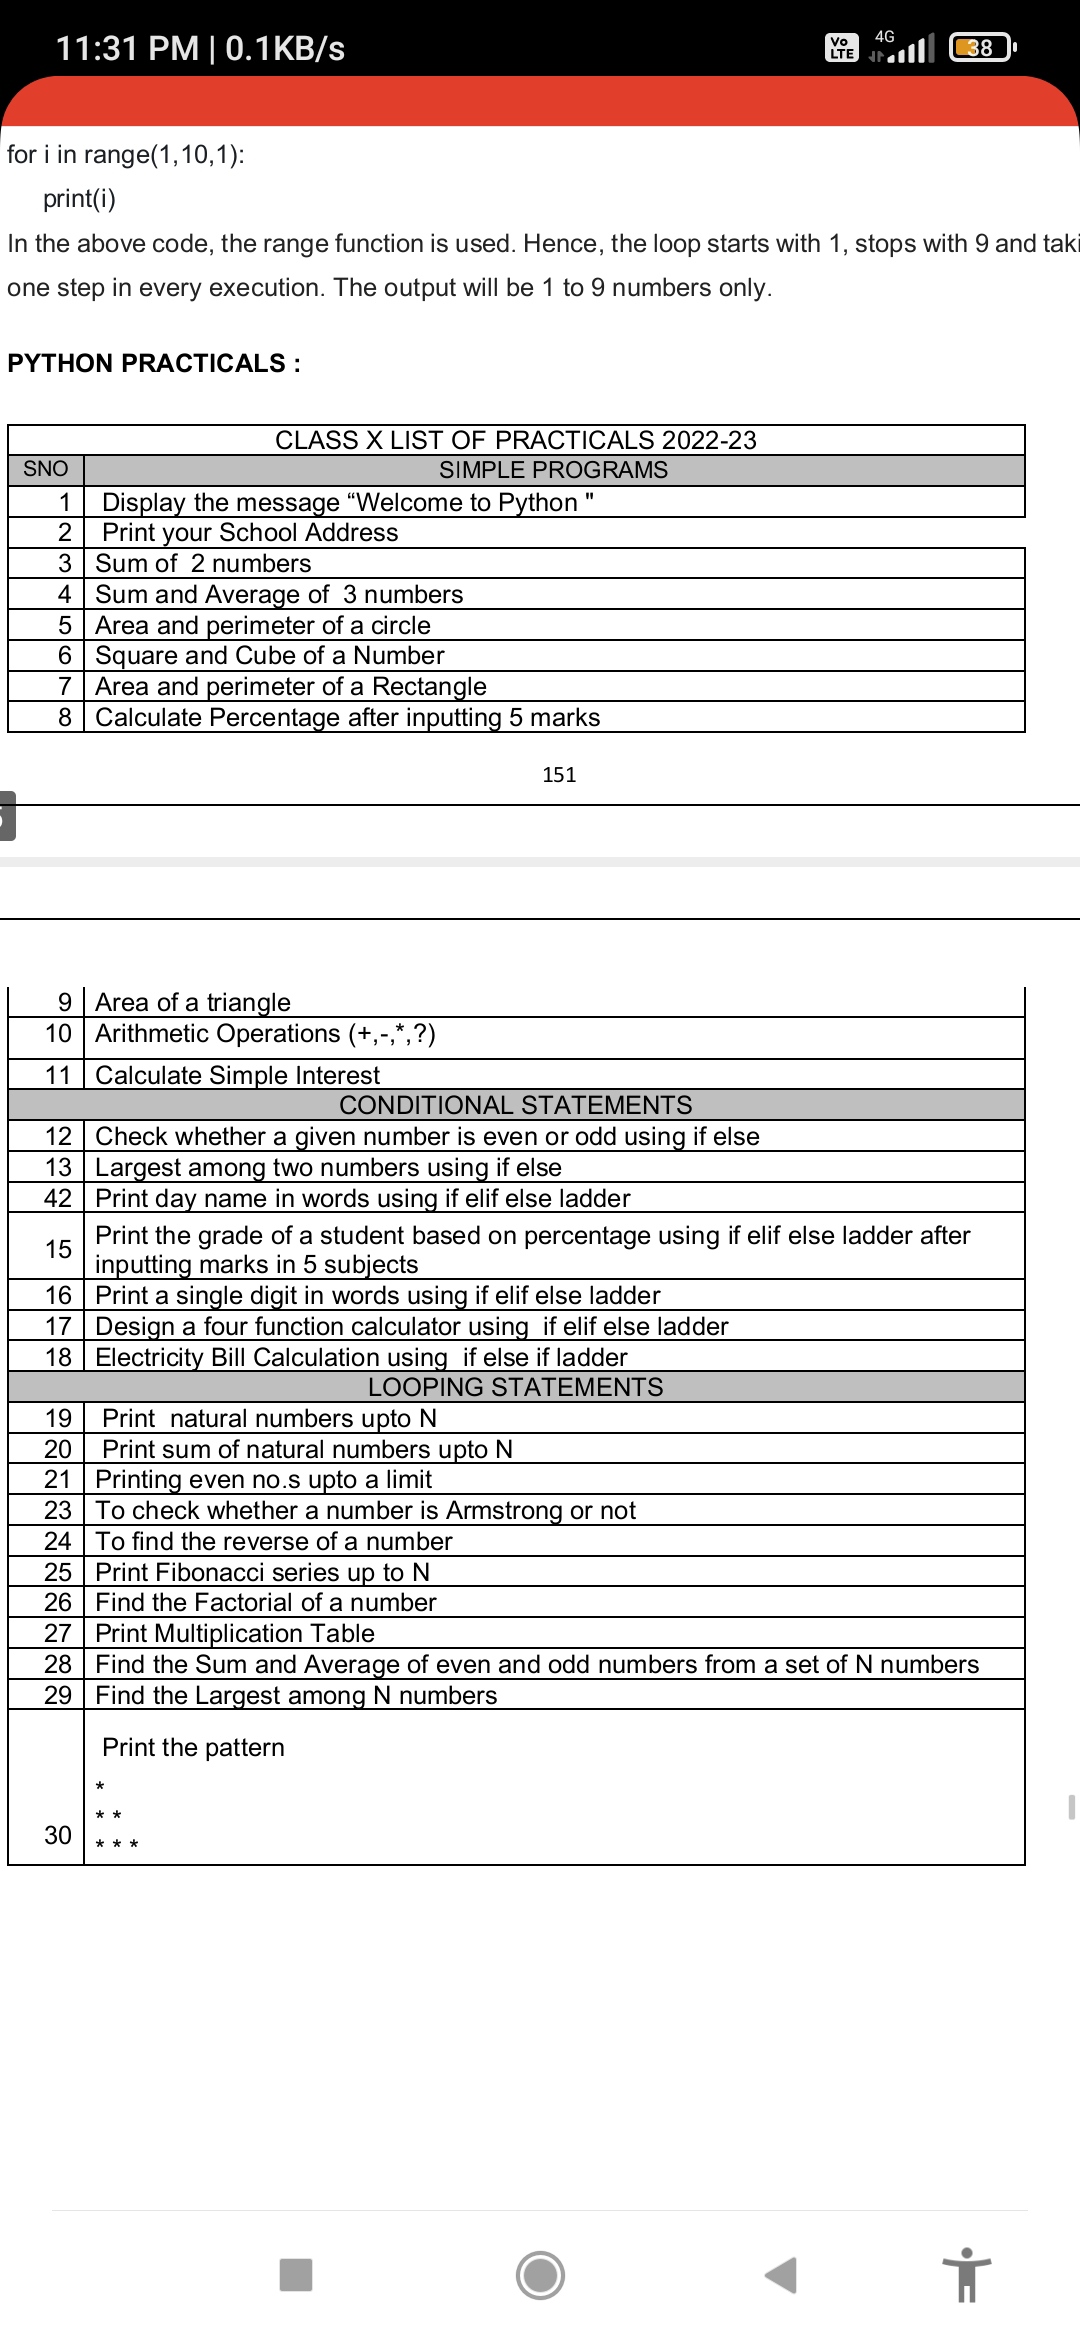 11:31 PM | 0.1KB/s
Vo LTE 4G 38
for i in range(1,10,1):
print(i)
In the above code, the range function is used. Hence, the loop starts with 1, stops with 9 and taki
one step in every execution. The output will be 1 to 9 numbers only.
PYTHON PRACTICALS :
CLASS X LIST OF PRACTICALS 2022-23
SNO SIMPLE PROGRAMS
1 Display the message “Welcome to Python "
2 Print your School Address
3 Sum of 2 numbers
4 Sum and Average of 3 numbers
5 Area and perimeter of a circle
6 Square and Cube of a Number
7 Area and perimeter of a Rectangle
8 Calculate Percentage after inputting 5 marks
151
9 Area of a triangle
10 Arithmetic Operations (+,-,*,?)
11 Calculate Simple Interest
CONDITIONAL STATEMENTS
12 Check whether a given number is even or odd using if else
13 Largest among two numbers using if else
42 Print day name in words using if elif else ladder
15 Print the grade of a student based on percentage using if elif else ladder after
inputting marks in 5 subjects
16 Print a single digit in words using if elif else ladder
17 Design a four function calculator using if elif else ladder
18 Electricity Bill Calculation using if else if ladder
LOOPING STATEMENTS
19 Print natural numbers upto N
20 Print sum of natural numbers upto N
21 Printing even no.s upto a limit
23 To check whether a number is Armstrong or not
24 To find the reverse of a number
25 Print Fibonacci series up to N
26 Find the Factorial of a number
27 Print Multiplication Table
28 Find the Sum and Average of even and odd numbers from a set of N numbers
29 Find the Largest among N numbers
Print the pattern
*
* *
30 * * *